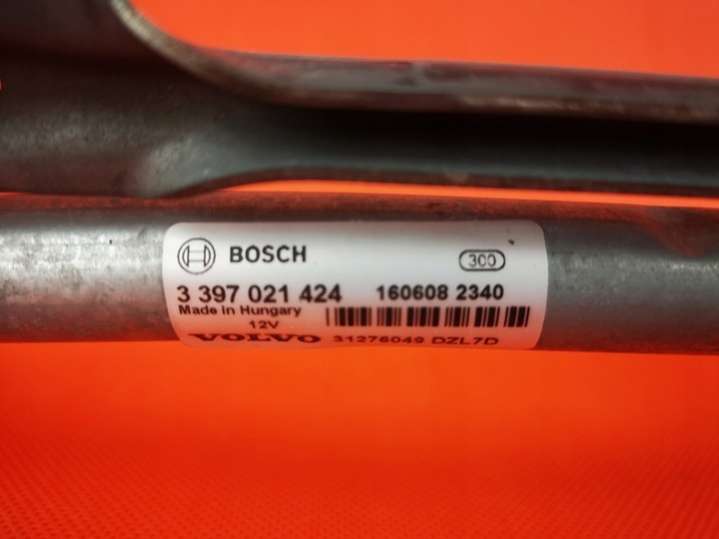 BOSCH 300
3 397 021 424 160608 2340
Made in Hungary
12V
VOLVO 31276049 DZL7D